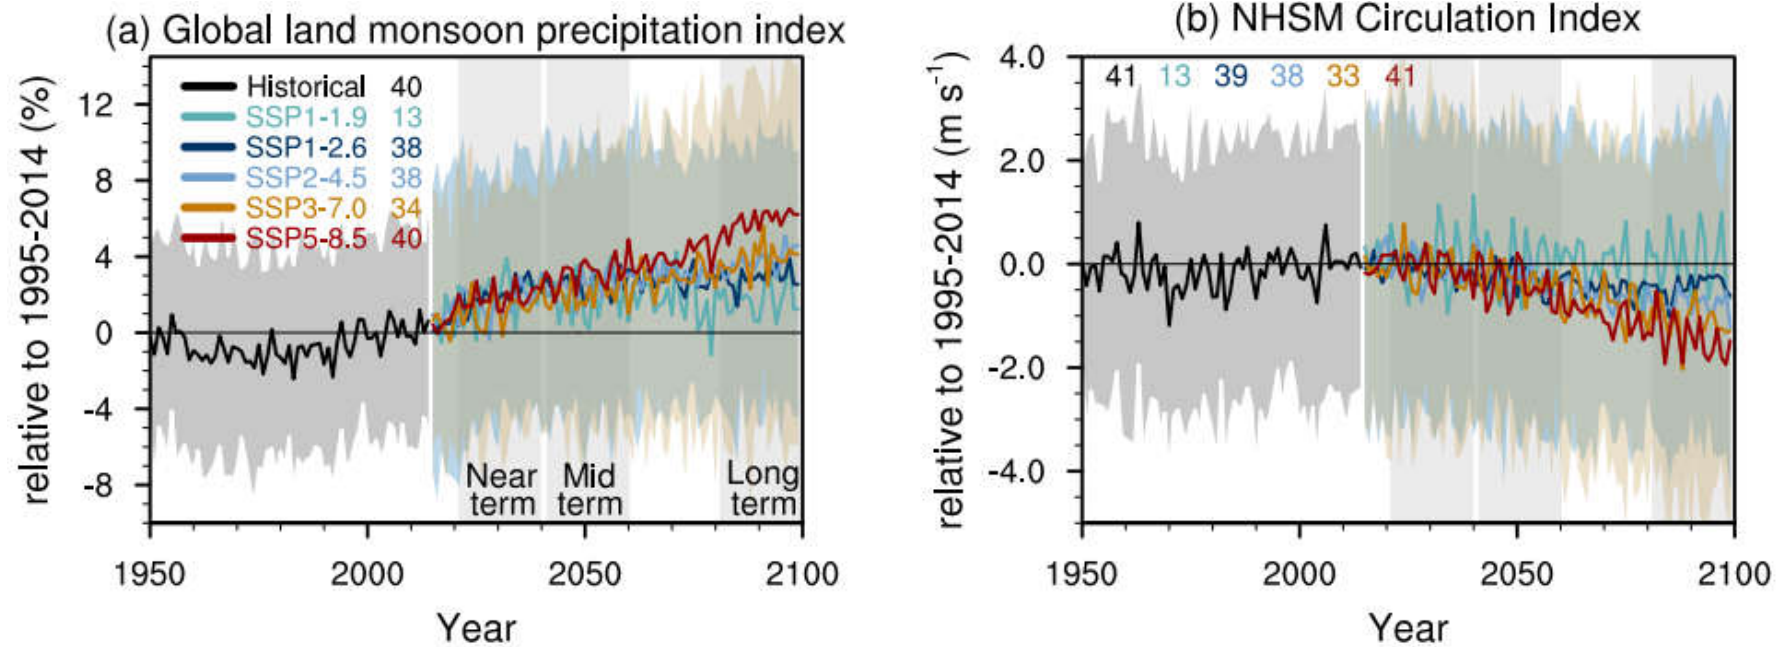 (a) Global land monsoon precipitation index
relative to 1995-2014 (%)
12
8
4
0
-4
-8
Historical 40
SSP1-1.9 13
SSP1-2.6 38
SSP2-4.5 38
SSP3-7.0 34
SSP5-8.5 40
Near term
Mid term
Long term
1950 2000 2050 2100
Year
(b) NHSM Circulation Index
relative to 1995-2014 (m s⁻¹)
4.0
2.0
0.0
-2.0
-4.0
41 13 39 38 33 41
1950 2000 2050 2100
Year